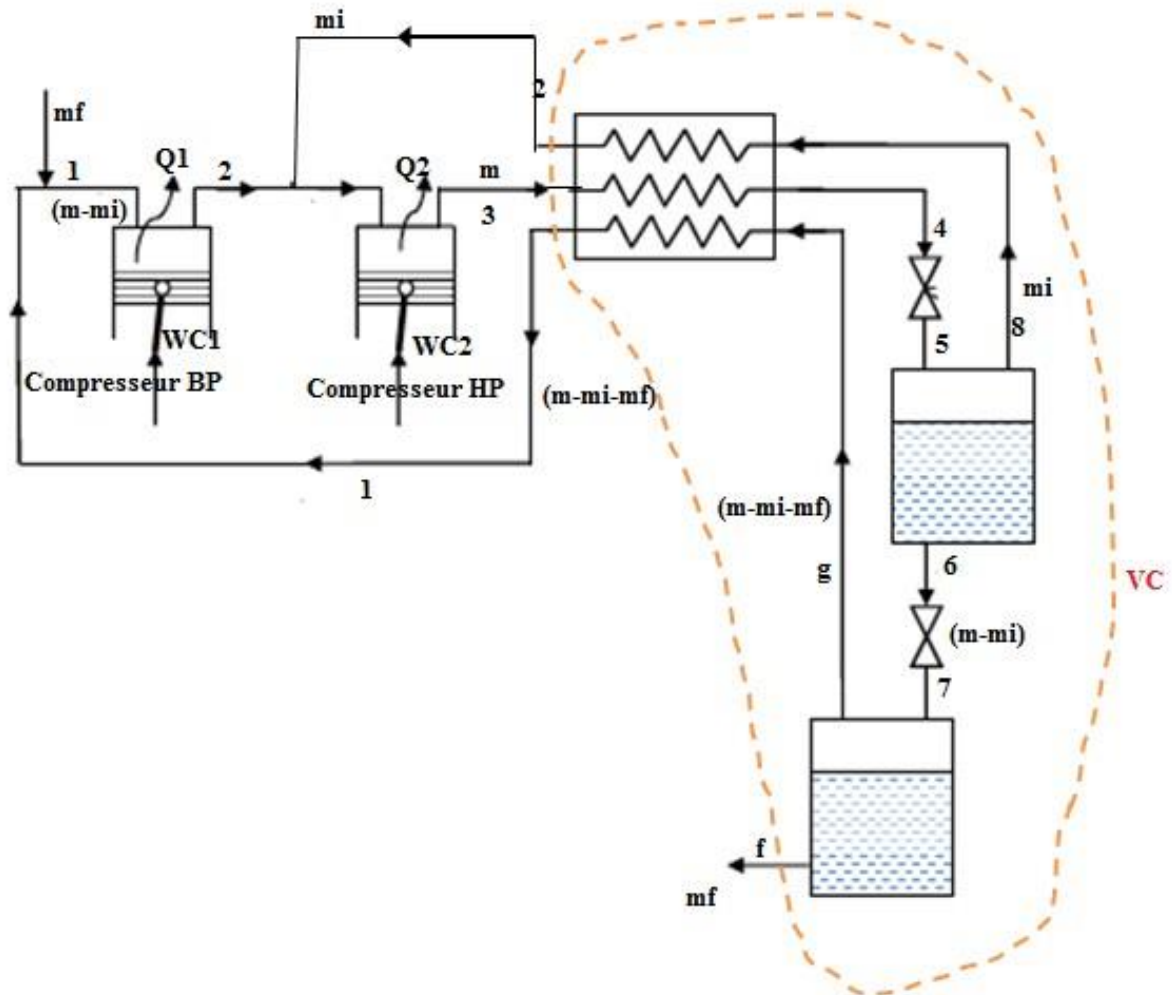 mi
mf
1
(m-mi)
Q1
2
Q2
m
3
2
4
mi
5
8
WC1
WC2
Compresseur BP
Compresseur HP
(m-mi-mf)
1
(m-mi-mf)
g
6
VC
(m-mi)
7
f
mf